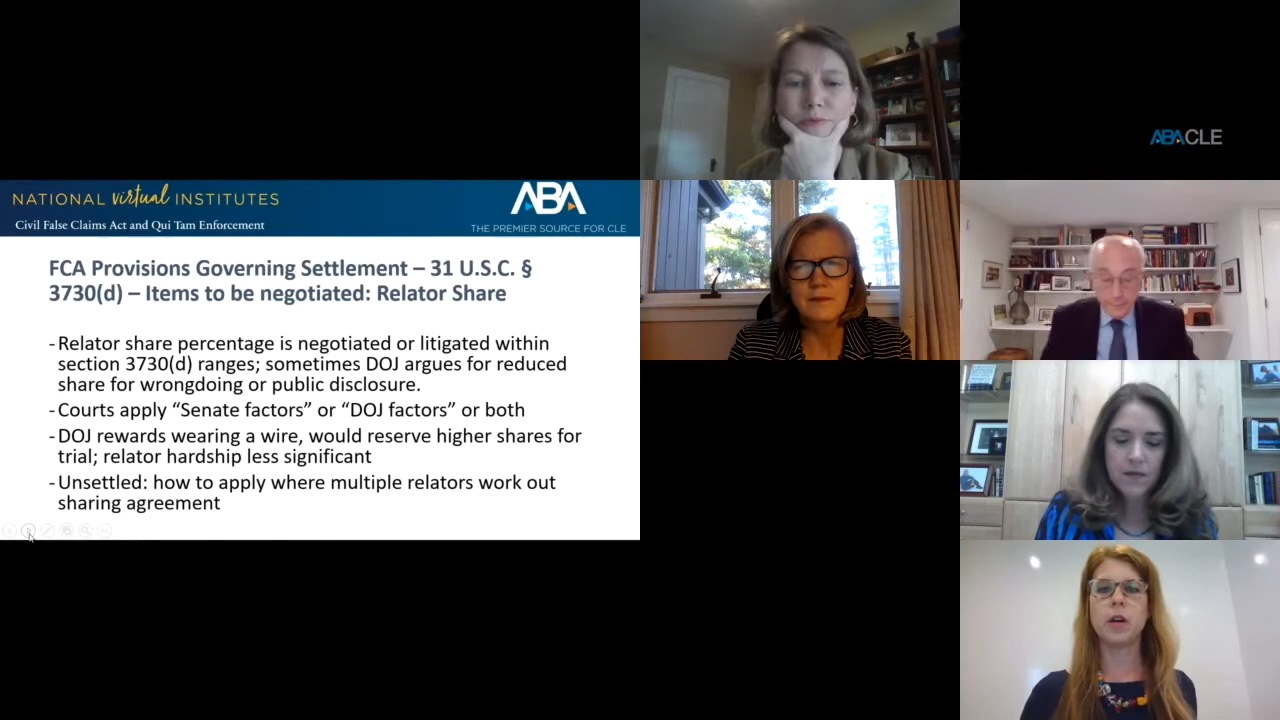 ABACLE
NATIONAL virtual INSTITUTES
Civil False Claims Act and Qui Tam Enforcement
ABA
THE PREMIER SOURCE FOR CLE
FCA Provisions Governing Settlement – 31 U.S.C. §
3730(d) – Items to be negotiated: Relator Share
- Relator share percentage is negotiated or litigated within
section 3730(d) ranges; sometimes DOJ argues for reduced
share for wrongdoing or public disclosure.
- Courts apply “Senate factors” or “DOJ factors” or both
- DOJ rewards wearing a wire, would reserve higher shares for
trial; relator hardship less significant
- Unsettled: how to apply where multiple relators work out
sharing agreement